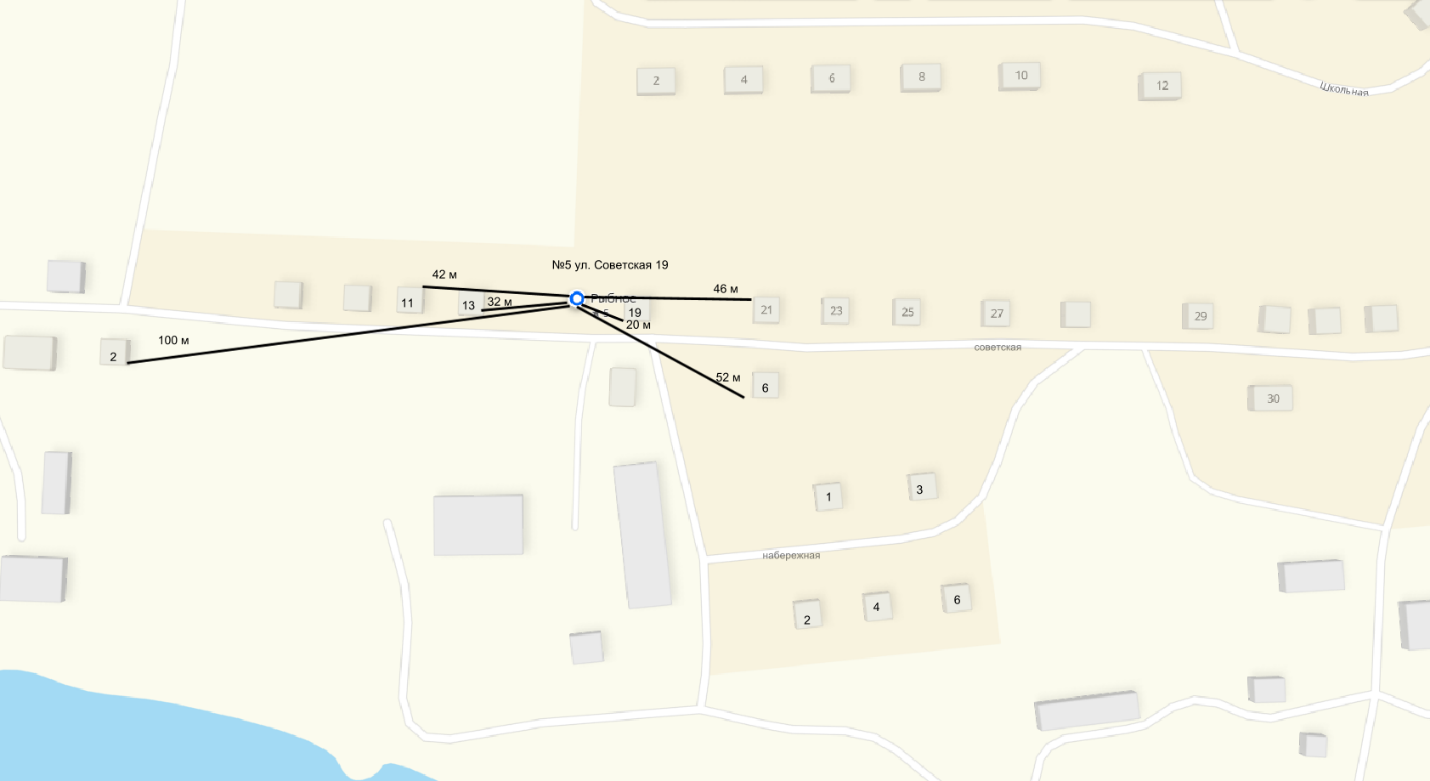 2
4
6
8
10
12
Школьная
№5 ул. Советская 19
42 м
11
13
32 м
Рыбное
19
20 м
46 м
21
23
25
27
29
100 м
2
советская
52 м
6
30
1
3
набережная
2
4
6